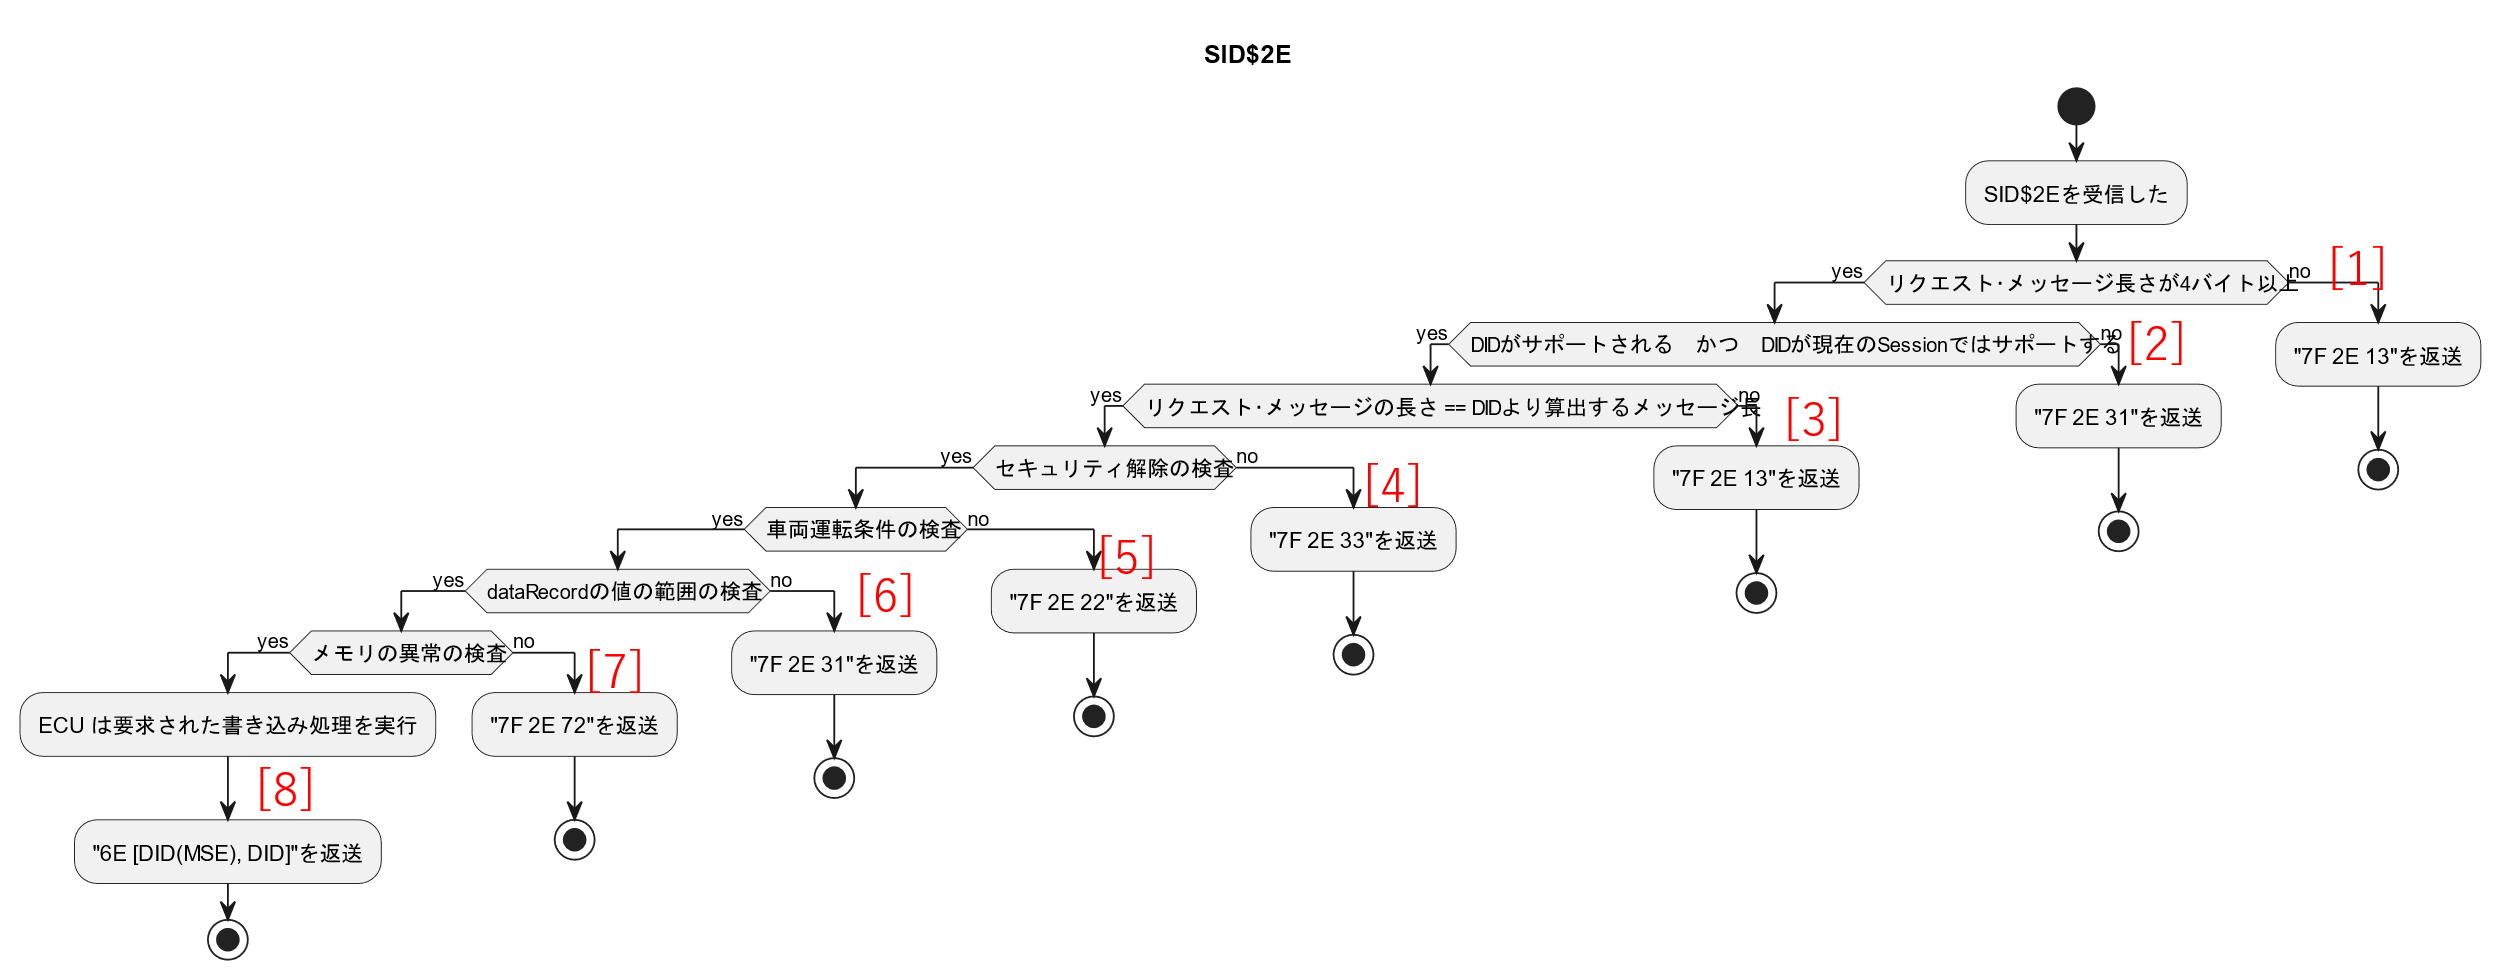 SID$2E
SID$2Eを受信した
リクエスト・メッセージ長さが4バイト以上
yes
no
[1]
"7F 2E 13"を返送
DIDがサポートされる　かつ　DIDが現在のSessionではサポートする
yes
no
[2]
"7F 2E 31"を返送
リクエスト・メッセージの長さ == DIDより算出するメッセージ長
yes
no
[3]
"7F 2E 13"を返送
セキュリティ解除の検査
yes
no
[4]
"7F 2E 33"を返送
車両運転条件の検査
yes
no
[5]
"7F 2E 22"を返送
dataRecordの値の範囲の検査
yes
no
[6]
"7F 2E 31"を返送
メモリの異常の検査
yes
no
[7]
"7F 2E 72"を返送
ECU は要求された書き込み処理を実行
[8]
"6E [DID(MSE), DID]"を返送